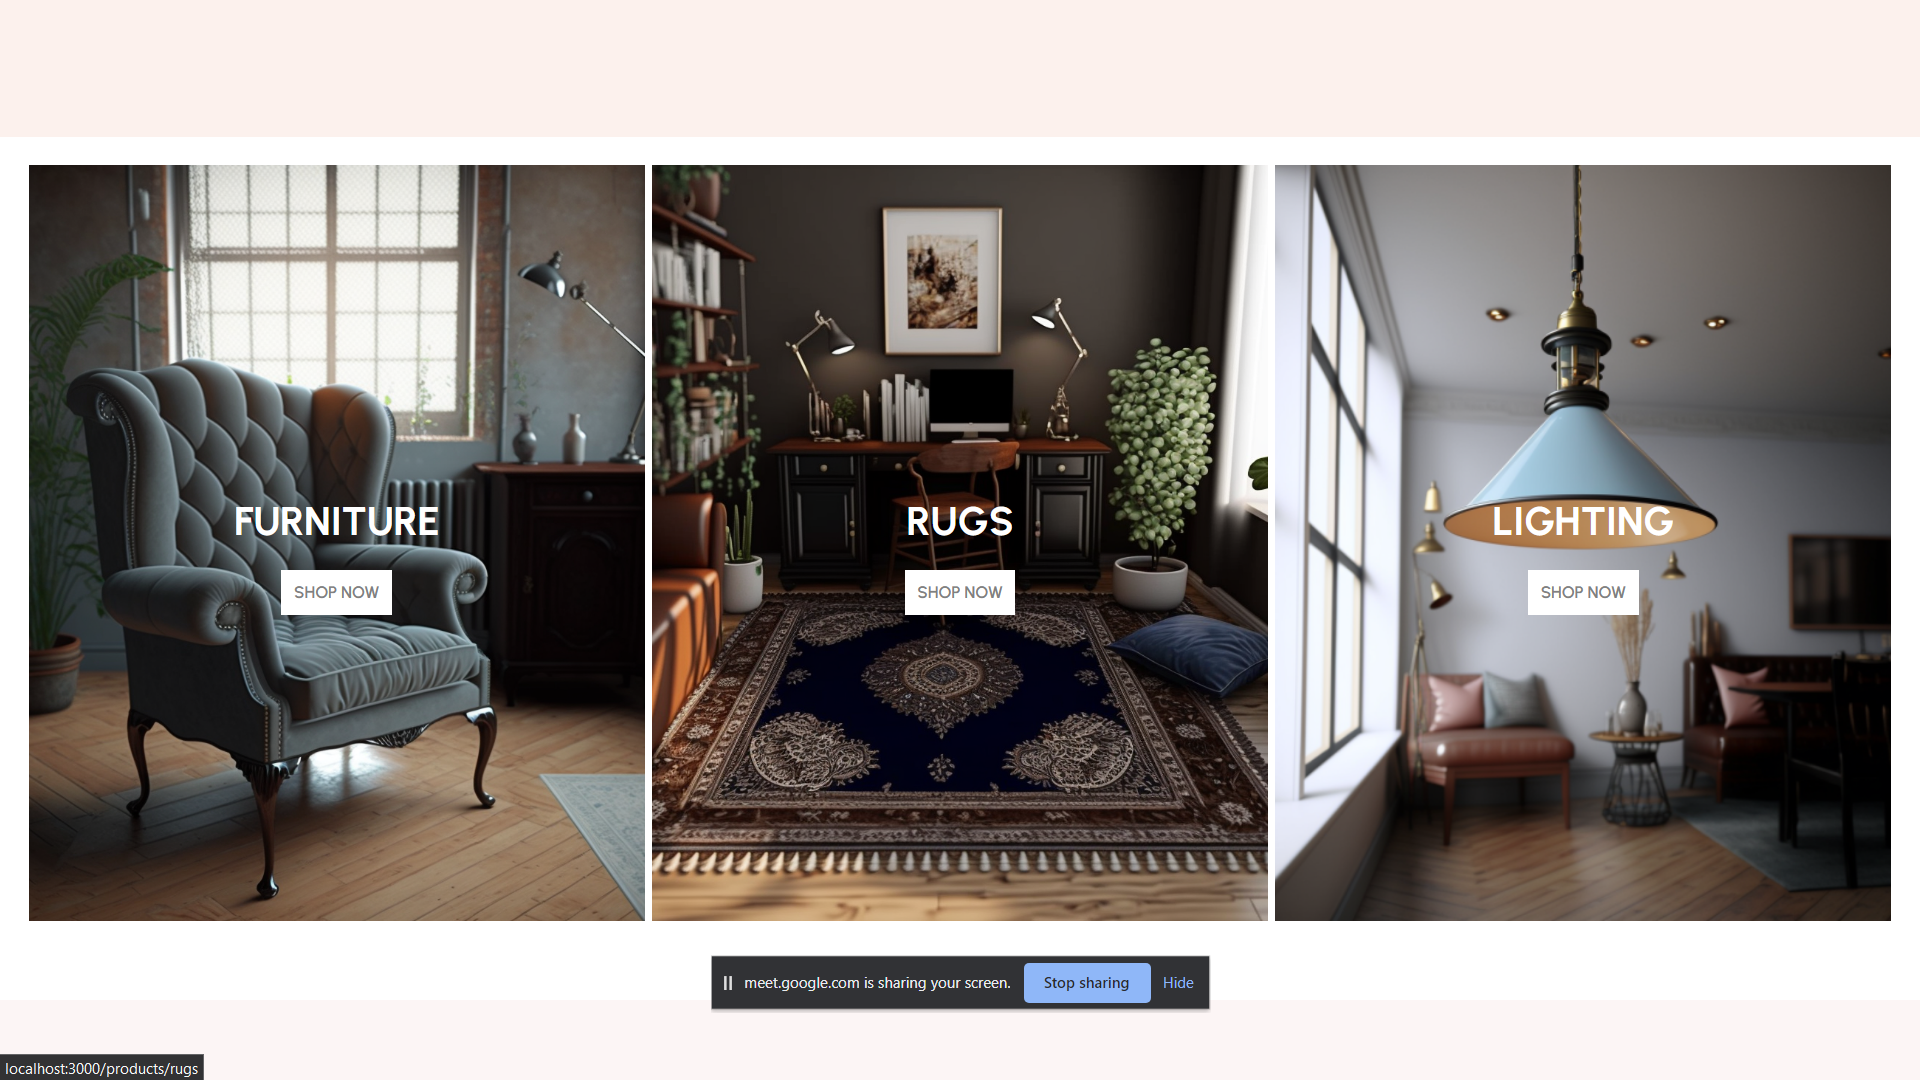 FURNITURE
SHOP NOW
RUGS
SHOP NOW
LIGHTING
SHOP NOW
meet.google.com is sharing your screen.
Stop sharing
Hide
localhost:3000/products/rugs